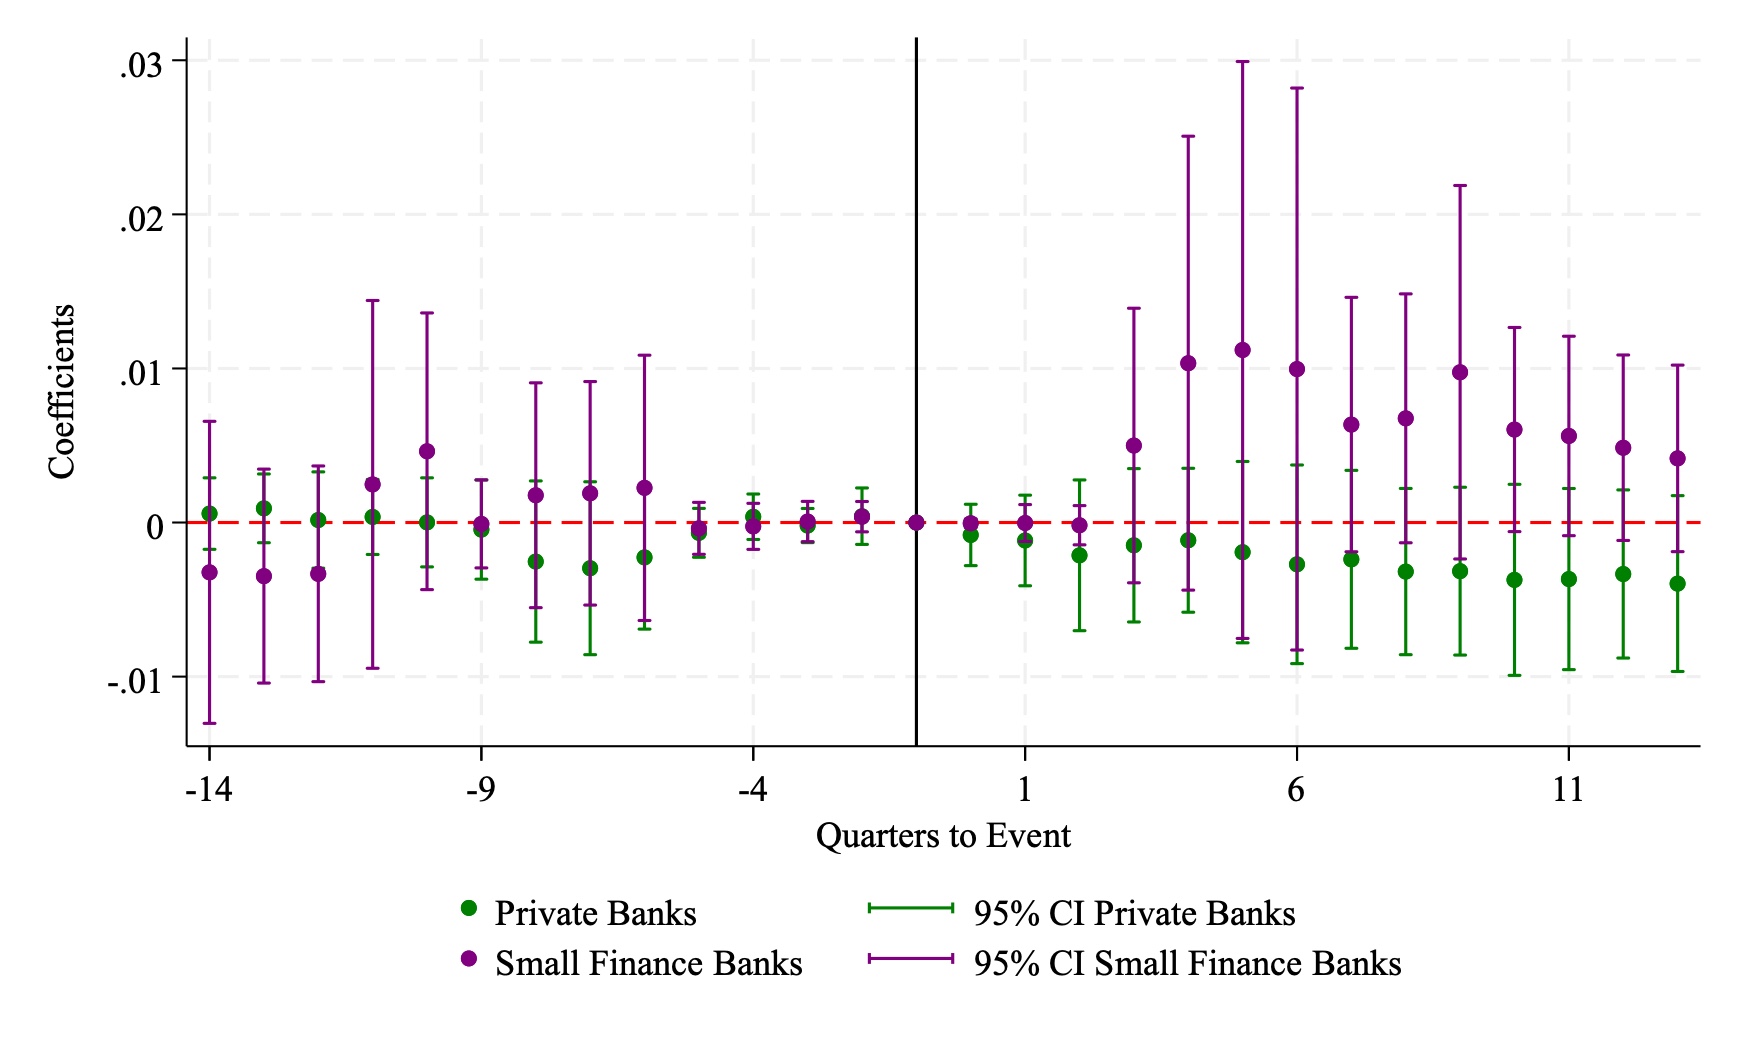 .03
.02
.01
0
-.01
Coefficients
-14 -9 -4 1 6 11
Quarters to Event
Private Banks 95% CI Private Banks
Small Finance Banks 95% CI Small Finance Banks